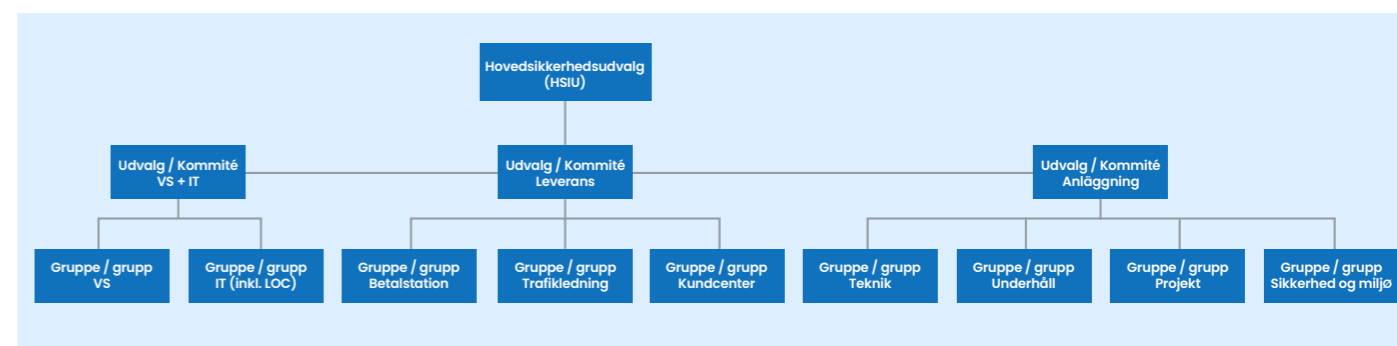 Hovedsikkerhedsudvalg
(HSIU)
Udvalg / Kommité
VS + IT
Udvalg / Kommité
Leverans
Udvalg / Kommité
Anläggning
Gruppe / grupp
VS
Gruppe / grupp
IT (inkl. LOC)
Gruppe / grupp
Betalstation
Gruppe / grupp
Trafikledning
Gruppe / grupp
Kundcenter
Gruppe / grupp
Teknik
Gruppe / grupp
Underhåll
Gruppe / grupp
Projekt
Gruppe / grupp
Sikkerhed og miljø